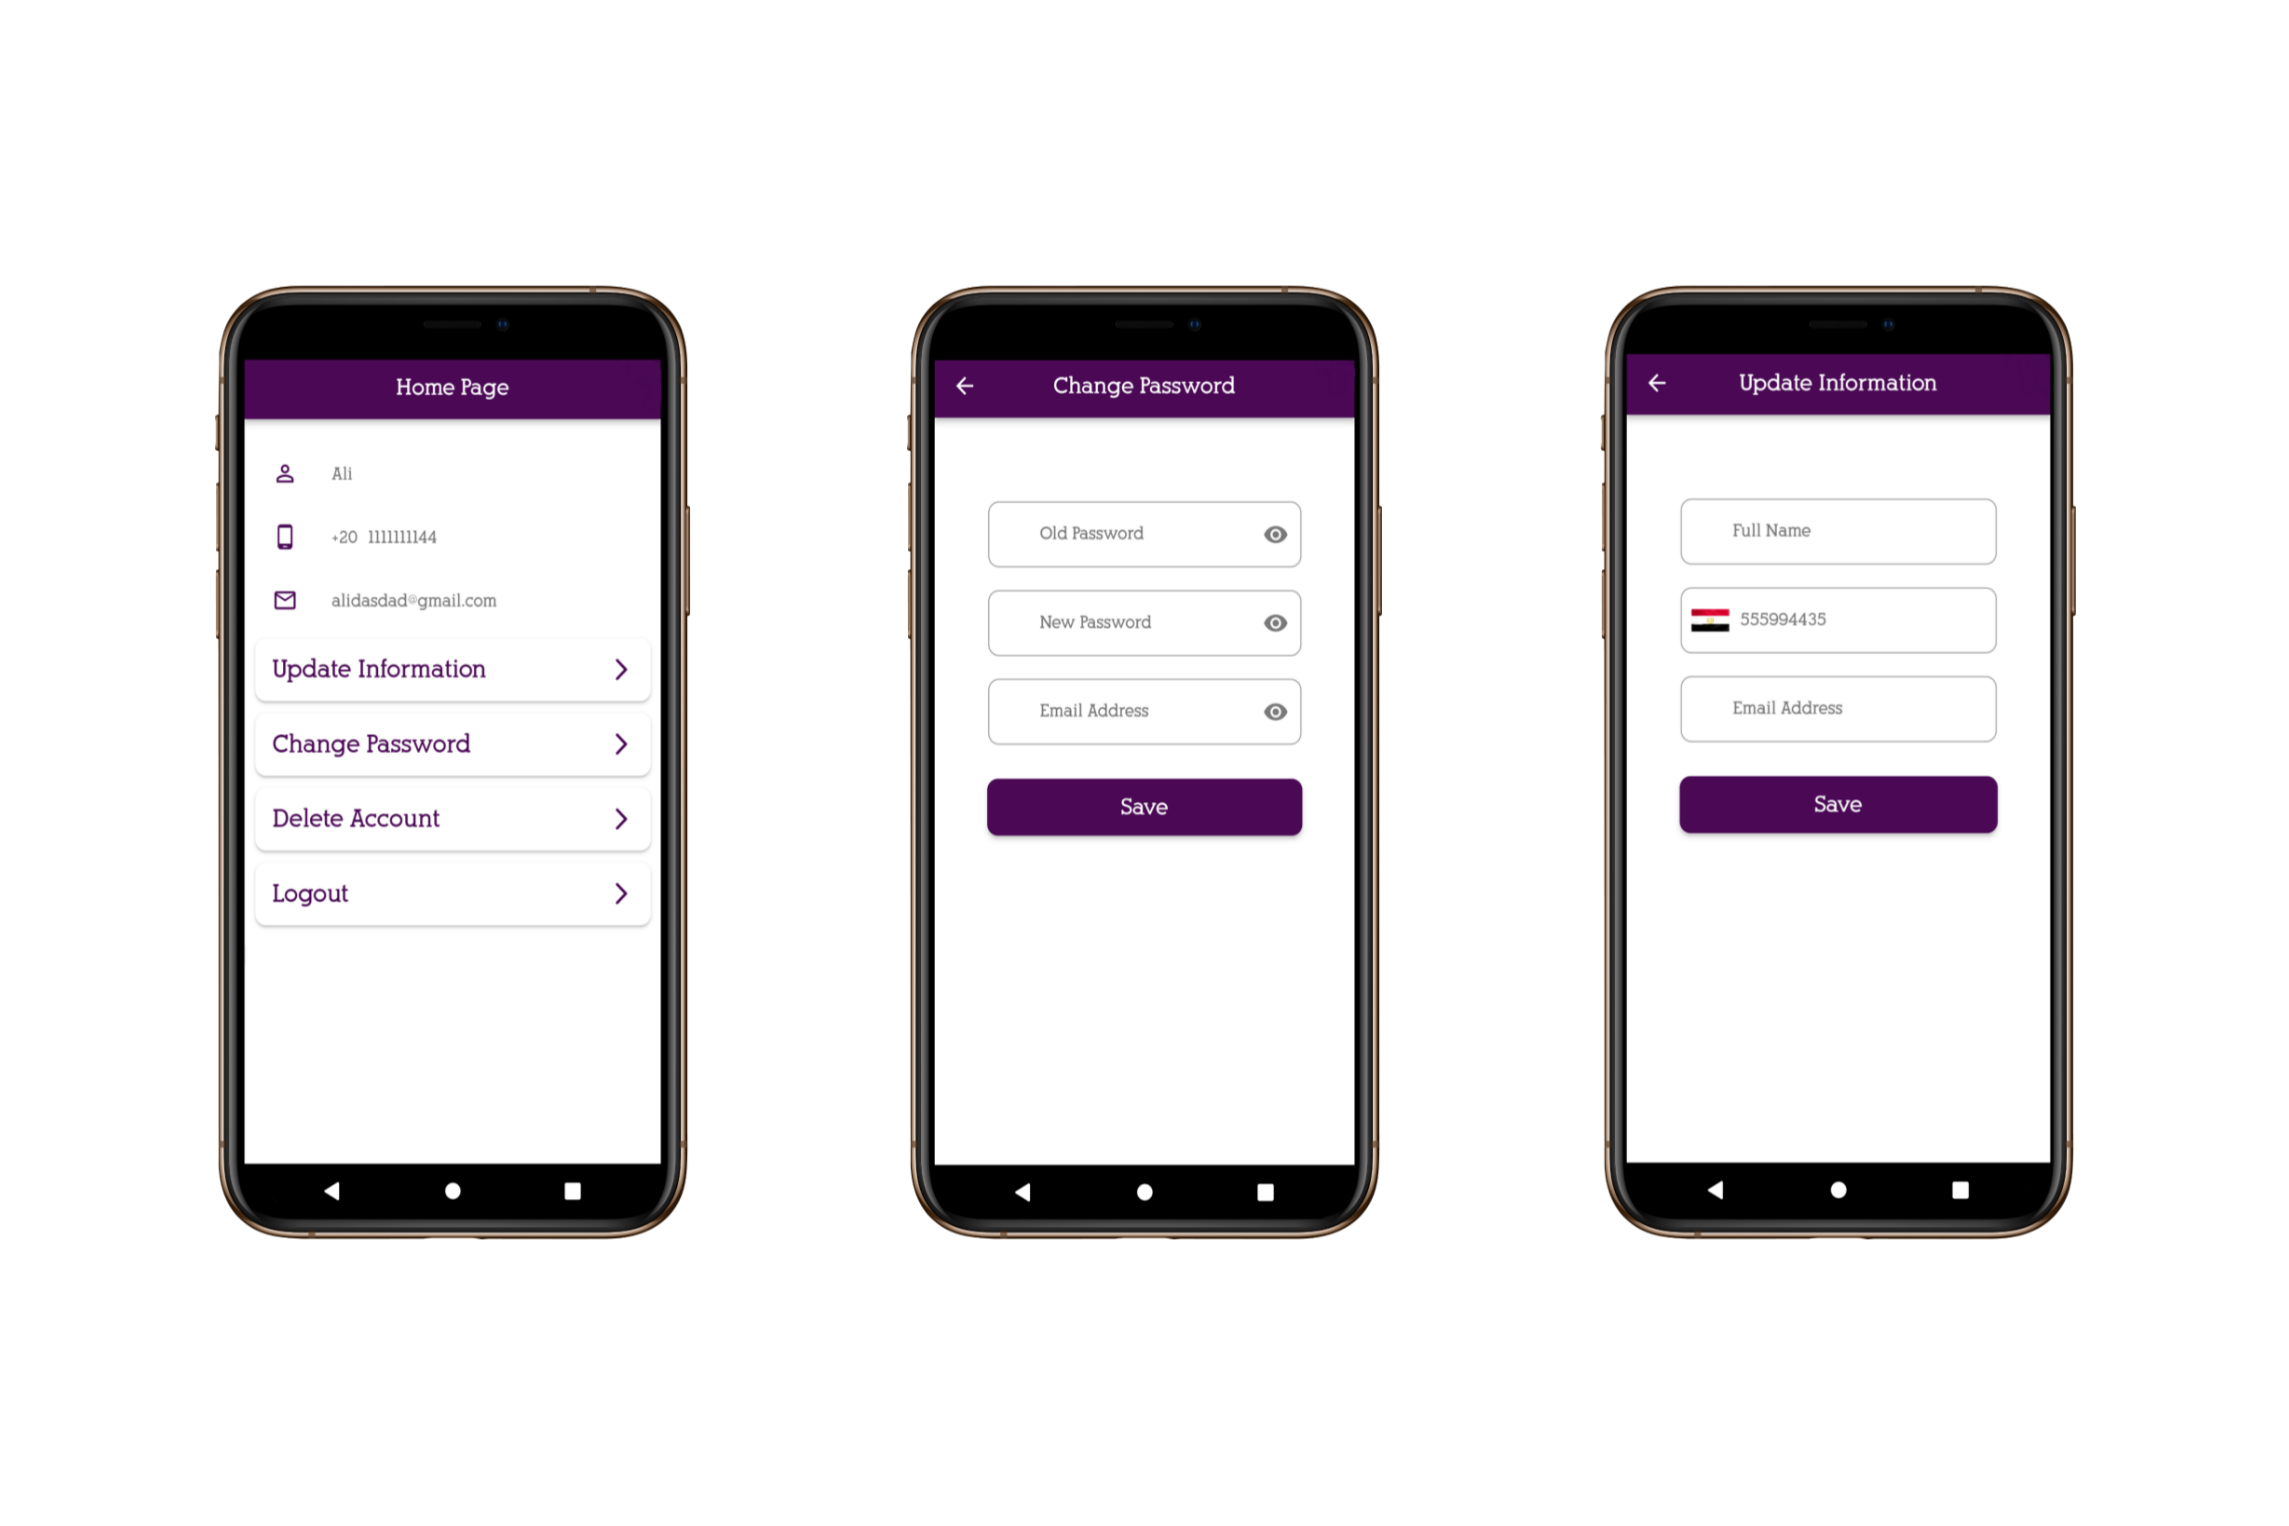 Home Page
Ali
+20 1111111144
alidasdad@gmail.com
Update Information
Change Password
Delete Account
Logout
Change Password
Old Password
New Password
Email Address
Save
Update Information
Full Name
555994435
Email Address
Save